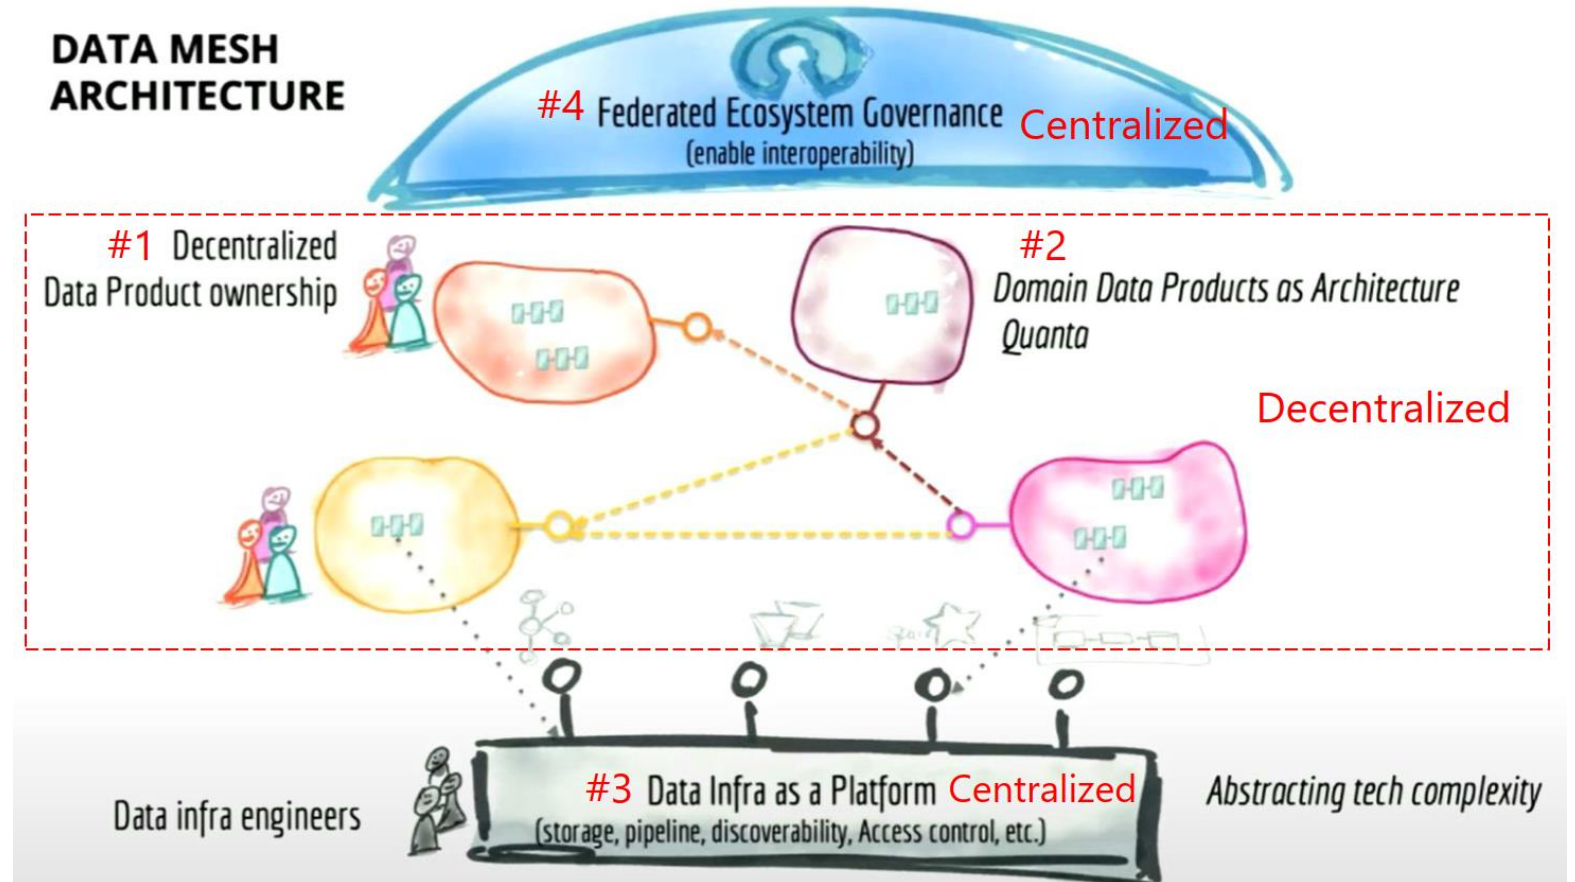 DATA MESH
ARCHITECTURE
#4 Federated Ecosystem Governance Centralized
(enable interoperability)
#1 Decentralized
Data Product ownership
#2
Domain Data Products as Architecture
Quanta
Decentralized
#3 Data Infra as a Platform Centralized
(storage, pipeline, discoverability, Access control, etc.)
Data infra engineers
Abstracting tech complexity